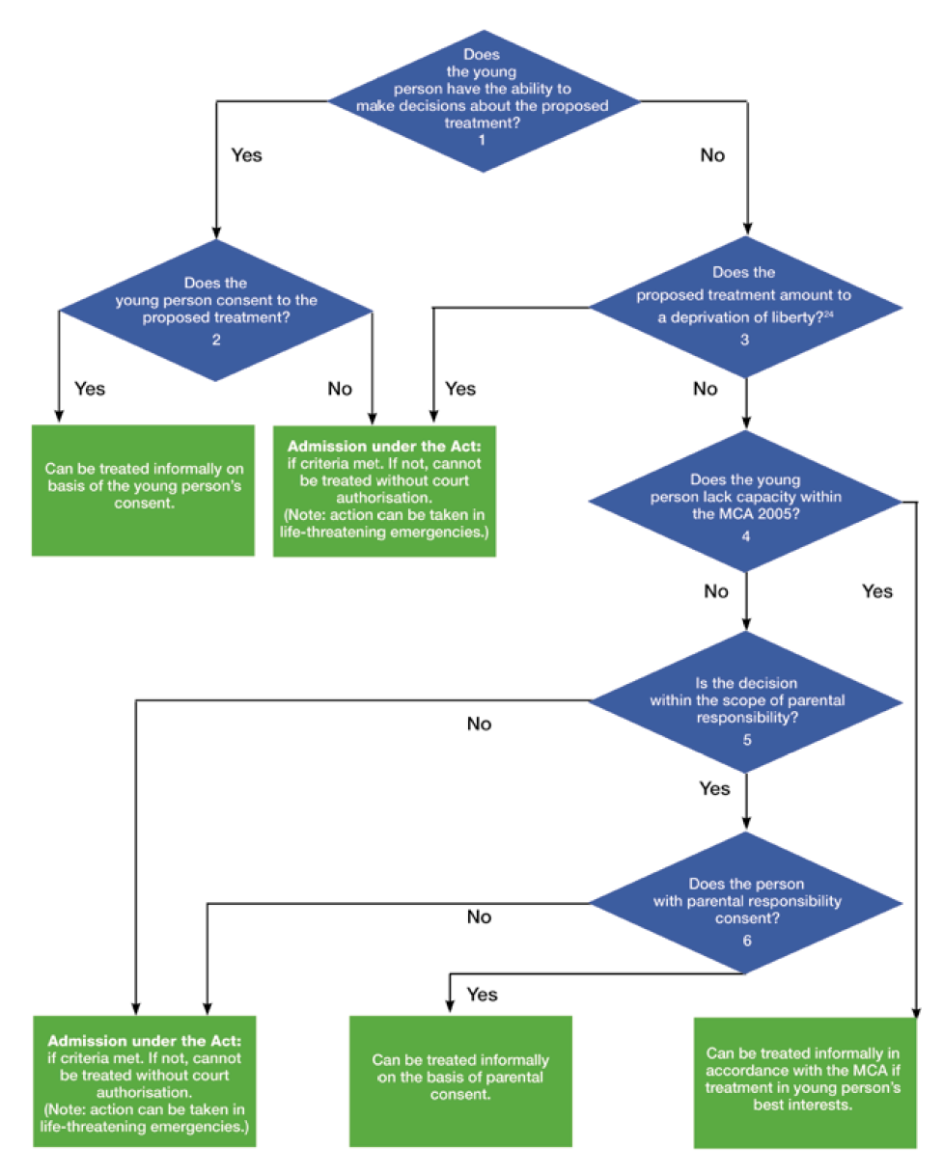 Does
the young
person have the ability to
make decisions about the proposed
treatment?
1
Yes
No
Does the
young person consent to the
proposed treatment?
2
Does the
proposed treatment amount to
a deprivation of liberty?24
3
Yes
No
Yes
No
Can be treated informally on
basis of the young person's
consent.
Admission under the Act:
if criteria met. If not, cannot
be treated without court
authorisation.
(Note: action can be taken in
life-threatening emergencies.)
Does the young
person lack capacity within
the MCA 2005?
4
No
Yes
Is the decision
within the scope of parental
responsibility?
5
No
Yes
Does the person
with parental responsibility
consent?
6
No
Yes
Admission under the Act:
if criteria met. If not, cannot
be treated without court
authorisation.
(Note: action can be taken in
life-threatening emergencies.)
Can be treated informally
on the basis of parental
consent.
Can be treated informally in
accordance with the MCA if
treatment in young person's
best interests.